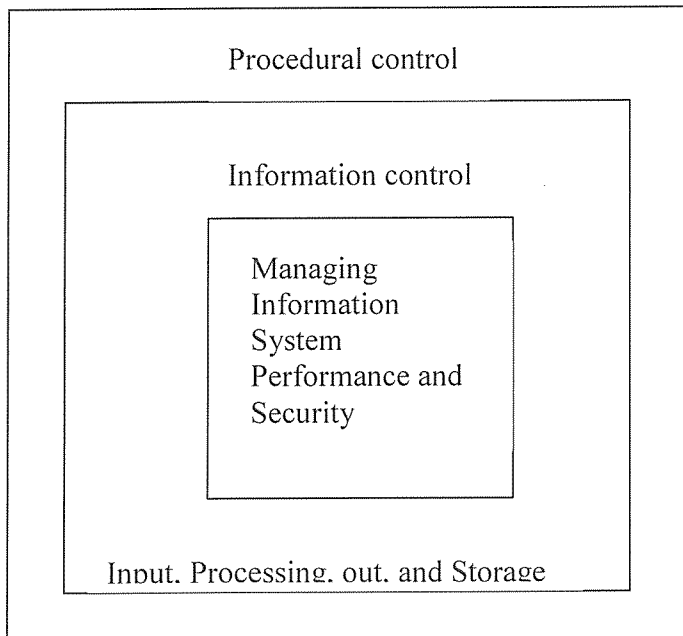 Procedural control
Information control
Managing
Information
System
Performance and
Security
Input, Processing, out, and Storage